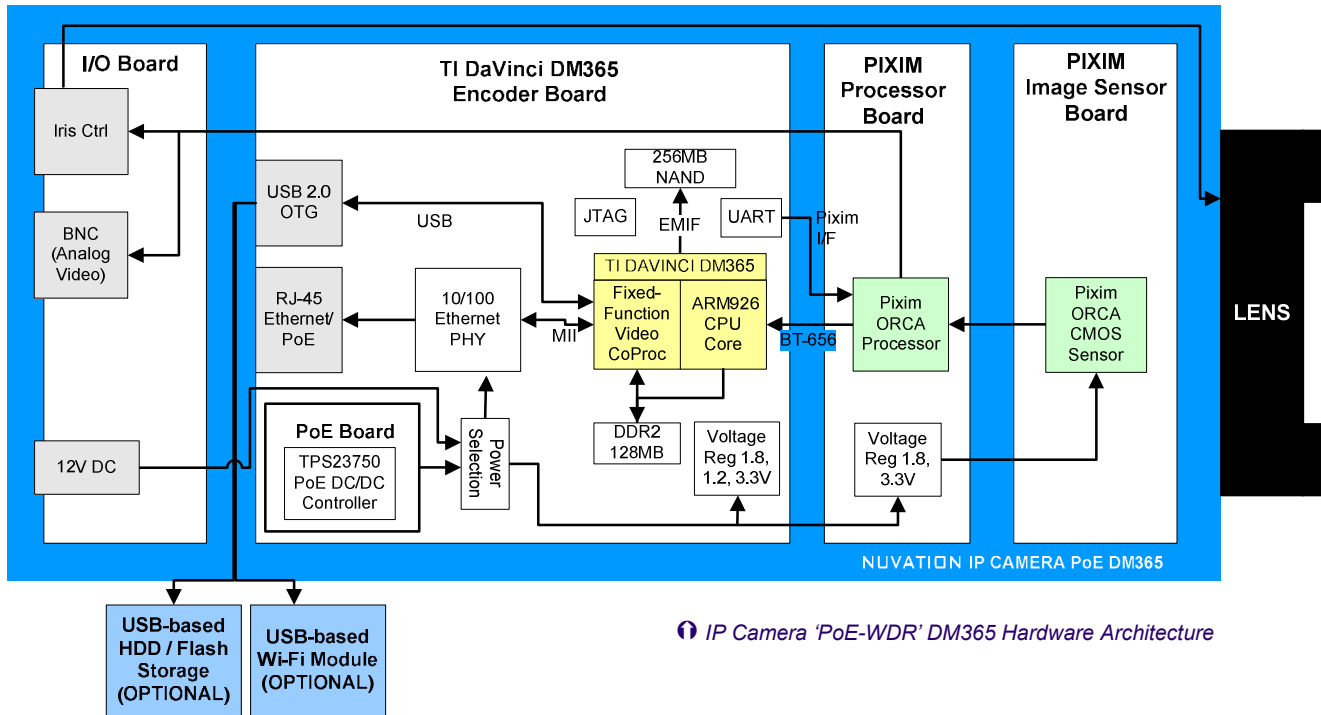 I/O Board
Iris Ctrl
BNC
(Analog
Video)
12V DC
TI DaVinci DM365
Encoder Board
USB 2.0
OTG
USB
RJ-45
Ethernet/
PoE
10/100
Ethernet
PHY
MII
256MB
NAND
JTAG
EMIF
UART
TI DAVINCI DM365
Fixed-
Function
Video
CoProc
ARM926
CPU
Core
DDR2
128MB
PoE Board
TPS23750
PoE DC/DC
Controller
Power
Selection
Voltage
Reg 1.8,
1.2, 3.3V
PIXIM
Processor
Board
Pixim
I/F
BT-656
Pixim
ORCA
Processor
Voltage
Reg 1.8,
3.3V
PIXIM
Image Sensor
Board
Pixim
ORCA
CMOS
Sensor
LENS
NUVATION IP CAMERA PoE DM365
USB-based
HDD / Flash
Storage
(OPTIONAL)
USB-based
Wi-Fi Module
(OPTIONAL)
IP Camera ‘PoE-WDR’ DM365 Hardware Architecture